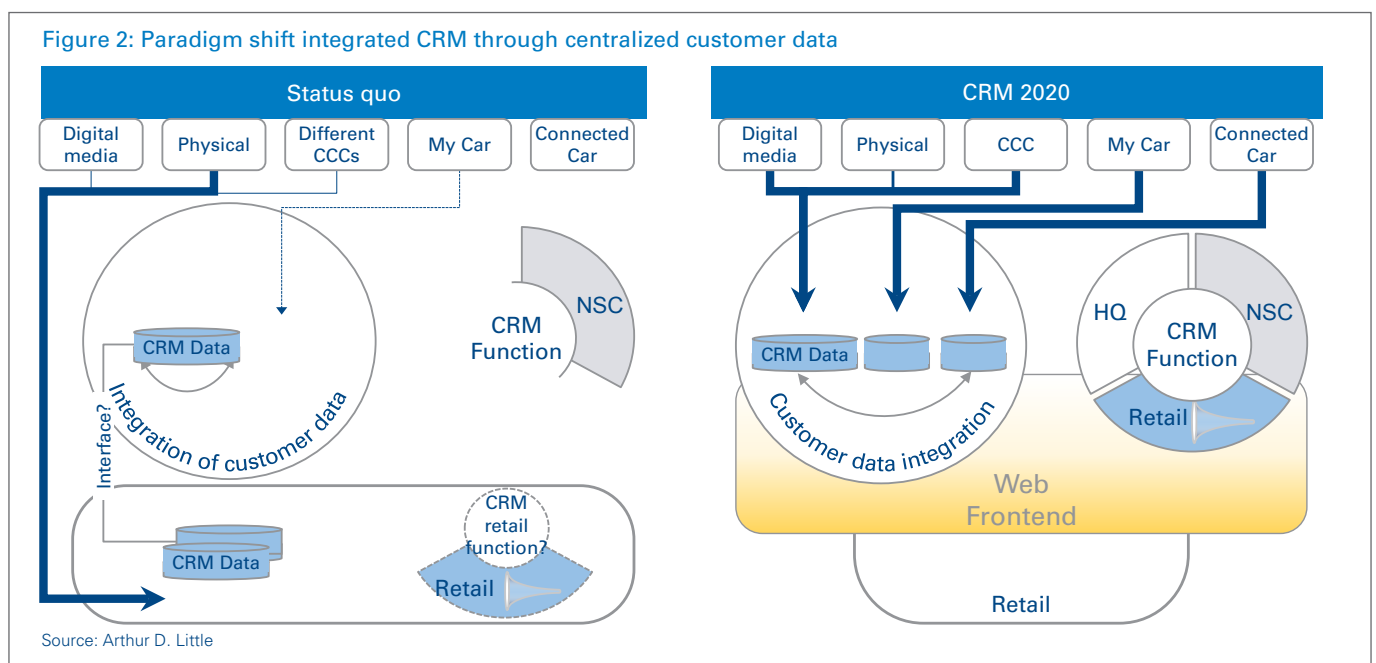 Figure 2: Paradigm shift integrated CRM through centralized customer data
Status quo
Digital
media
Physical
Different
CCCs
My Car
Connected
Car
CRM Data
Integration of customer data
Interface?
CRM
Function
NSC
CRM Data
CRM
retail
function?
Retail
CRM 2020
Digital
media
Physical
CCC
My Car
Connected
Car
CRM Data
Customer data integration
HQ
CRM
Function
NSC
Retail
Web
Frontend
Retail
Source: Arthur D. Little